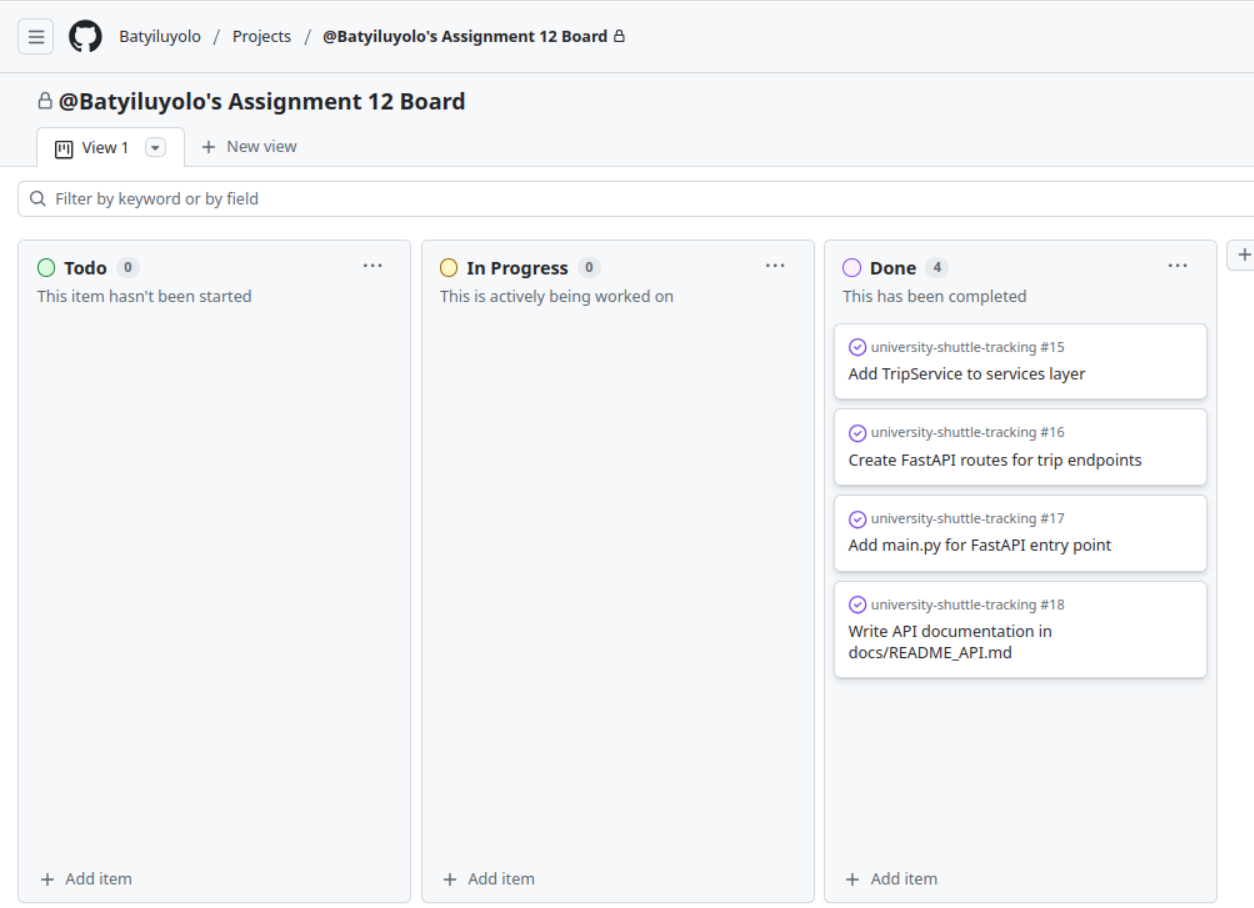 Batyiluyolo / Projects / @Batyiluyolo's Assignment 12 Board
@Batyiluyolo's Assignment 12 Board
View 1
New view
Filter by keyword or by field
Todo 0
This item hasn't been started
Add item
In Progress 0
This is actively being worked on
Add item
Done 4
This has been completed
university-shuttle-tracking #15
Add TripService to services layer
university-shuttle-tracking #16
Create FastAPI routes for trip endpoints
university-shuttle-tracking #17
Add main.py for FastAPI entry point
university-shuttle-tracking #18
Write API documentation in
docs/README_API.md
Add item